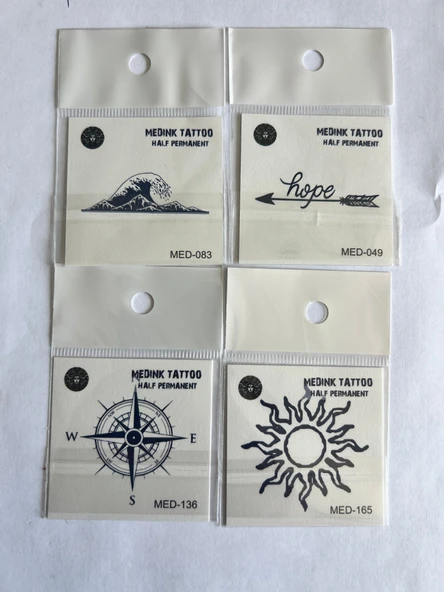 MEDINK TATTOO
HALF PERMANENT
MED-083
MEDINK TATTOO
HALF PERMANENT
hope
MED-049
MEDINK TATTOO
HALF PERMANENT
W E
S
MED-136
MEDINK TATTOO
HALF PERMANENT
MED-165